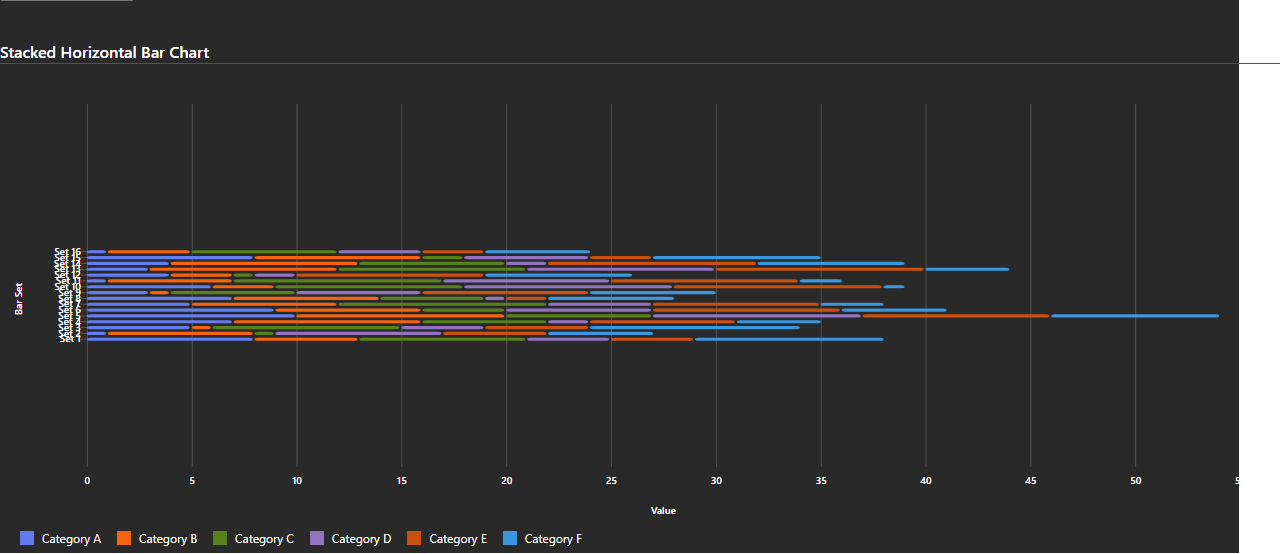 Stacked Horizontal Bar Chart
Bar Set
Set 16
Set 15
Set 14
Set 13
Set 12
Set 11
Set 10
Set 9
Set 8
Set 7
Set 6
Set 5
Set 4
Set 3
Set 2
Set 1
0 5 10 15 20 25 30 35 40 45 50
Value
Category A Category B Category C Category D Category E Category F